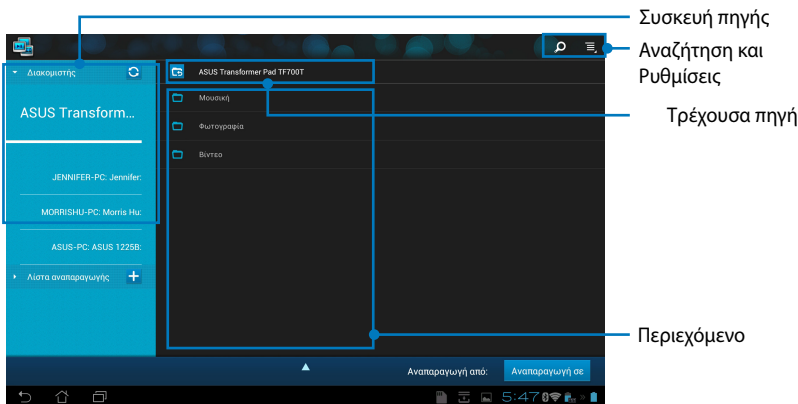 Συσκευή πηγής
Αναζήτηση και
Ρυθμίσεις
Τρέχουσα πηγή
Διακομιστής
ASUS Transformer Pad TF700T
Μουσική
ASUS Transform...
Φωτογραφία
Βίντεο
JENNIFER-PC: Jennifer:
MORRISHU-PC: Morris Hu:
ASUS-PC: ASUS 1225B:
Λίστα αναπαραγωγής
Περιεχόμενο
Αναπαραγωγή από:
Αναπαραγωγή σε
5:47